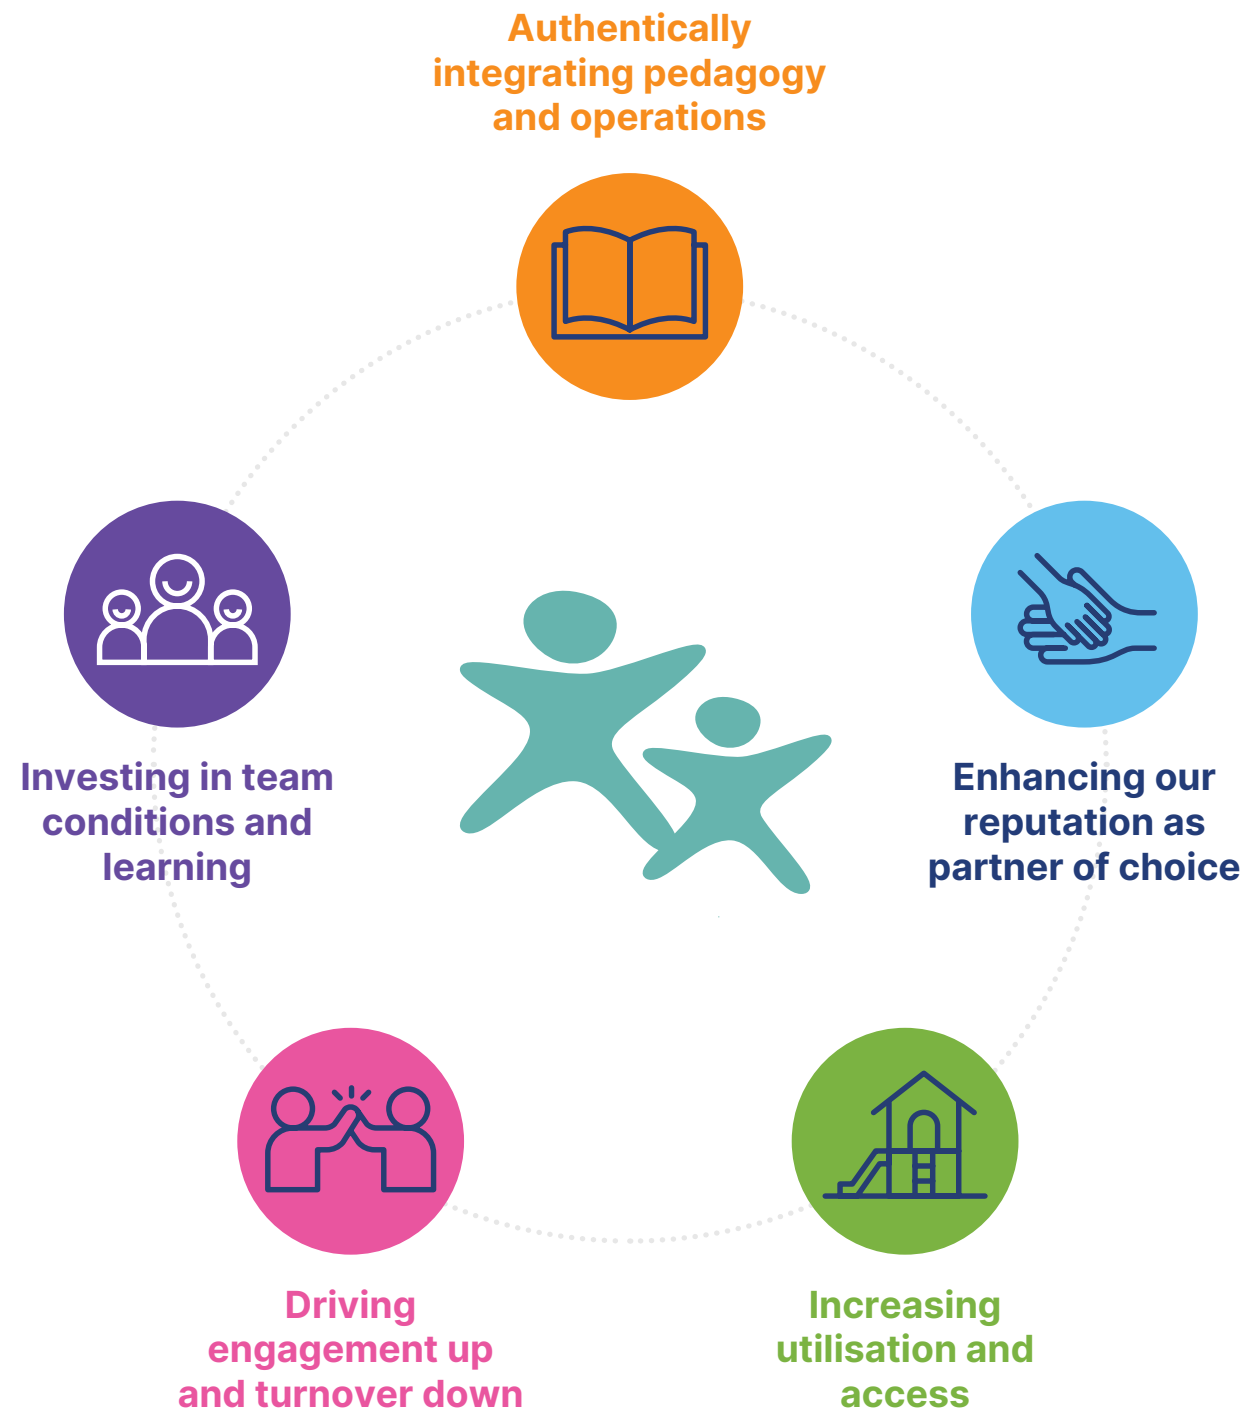 Authentically
integrating pedagogy
and operations
Investing in team
conditions and
learning
Enhancing our
reputation as
partner of choice
Driving
engagement up
and turnover down
Increasing
utilisation and
access